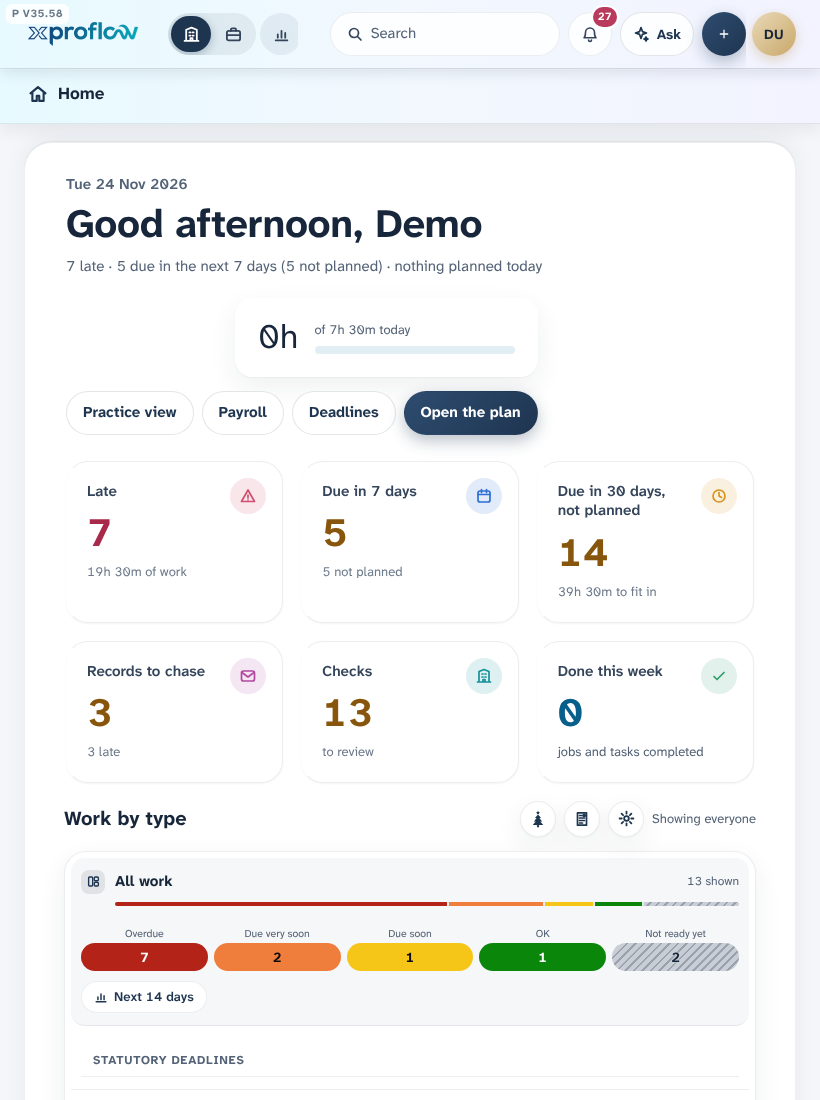 P V35.58
xproflow
Search
27
Ask
+
DU
Home
Tue 24 Nov 2026
Good afternoon, Demo
7 late · 5 due in the next 7 days (5 not planned) · nothing planned today
0h
of 7h 30m today
Practice view
Payroll
Deadlines
Open the plan
Late
7
19h 30m of work
Due in 7 days
5
5 not planned
Due in 30 days,
not planned
14
39h 30m to fit in
Records to chase
3
3 late
Checks
13
to review
Done this week
0
jobs and tasks completed
Work by type
Showing everyone
All work
13 shown
Overdue
Due very soon
Due soon
OK
Not ready yet
7
2
1
1
2
Next 14 days
STATUTORY DEADLINES